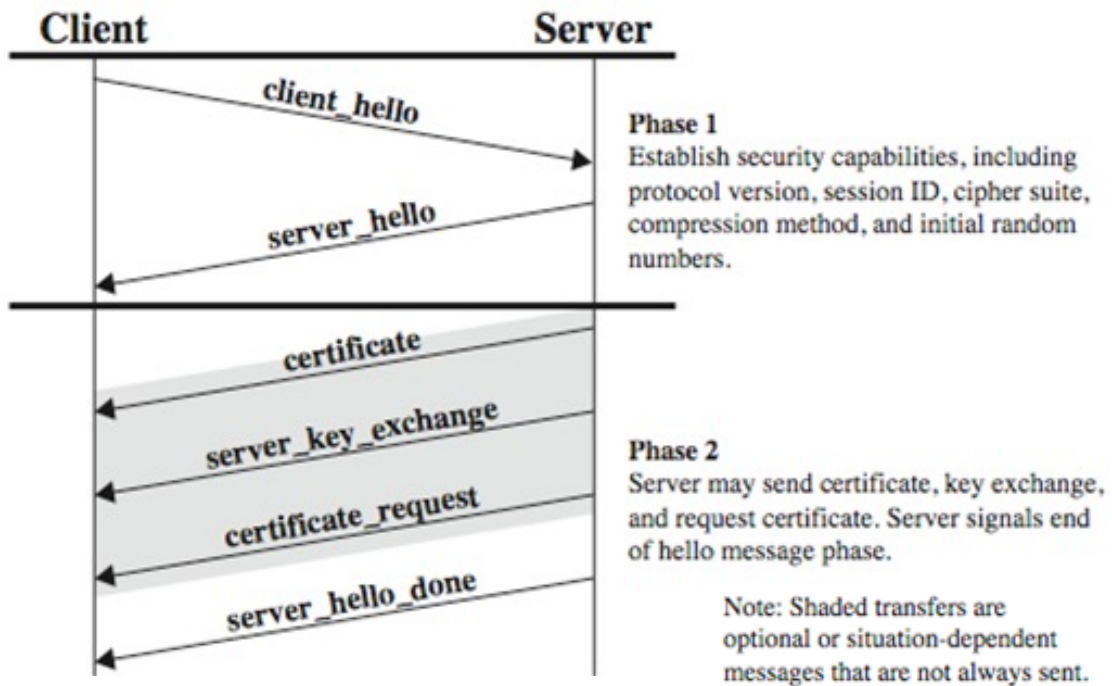 Client
Server
client_hello
server_hello
Phase 1
Establish security capabilities, including
protocol version, session ID, cipher suite,
compression method, and initial random
numbers.
certificate
server_key_exchange
certificate_request
server_hello_done
Phase 2
Server may send certificate, key exchange,
and request certificate. Server signals end
of hello message phase.
Note: Shaded transfers are
optional or situation-dependent
messages that are not always sent.